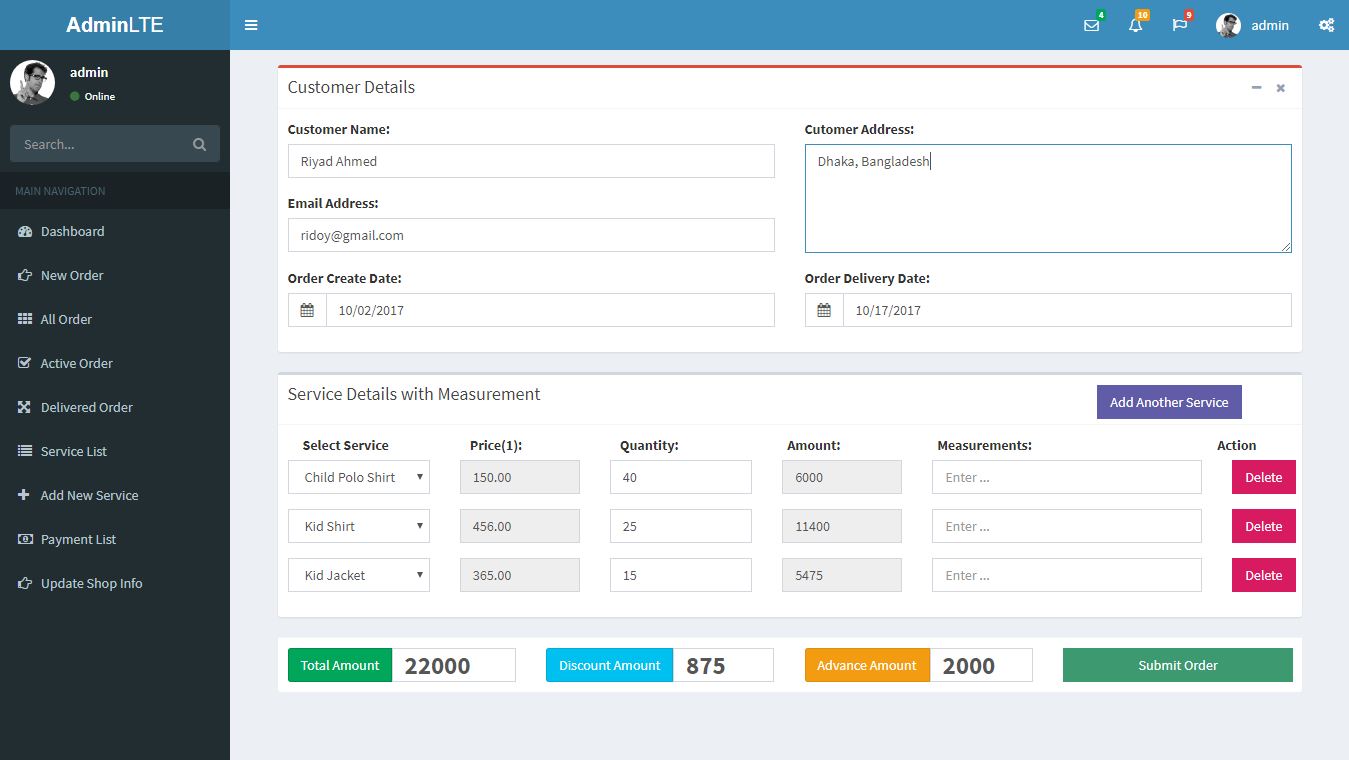 AdminLTE
4
10
9
admin
admin
Online
Search...
MAIN NAVIGATION
Dashboard
New Order
All Order
Active Order
Delivered Order
Service List
Add New Service
Payment List
Update Shop Info
Customer Details
Customer Name:
Riyad Ahmed
Cutomer Address:
Dhaka, Bangladesh
Email Address:
ridoy@gmail.com
Order Create Date:
10/02/2017
Order Delivery Date:
10/17/2017
Service Details with Measurement
Add Another Service
Select Service Price(1): Quantity: Amount: Measurements: Action
Child Polo Shirt 150.00 40 6000 Enter ... Delete
Kid Shirt 456.00 25 11400 Enter ... Delete
Kid Jacket 365.00 15 5475 Enter ... Delete
Total Amount 22000 Discount Amount 875 Advance Amount 2000 Submit Order